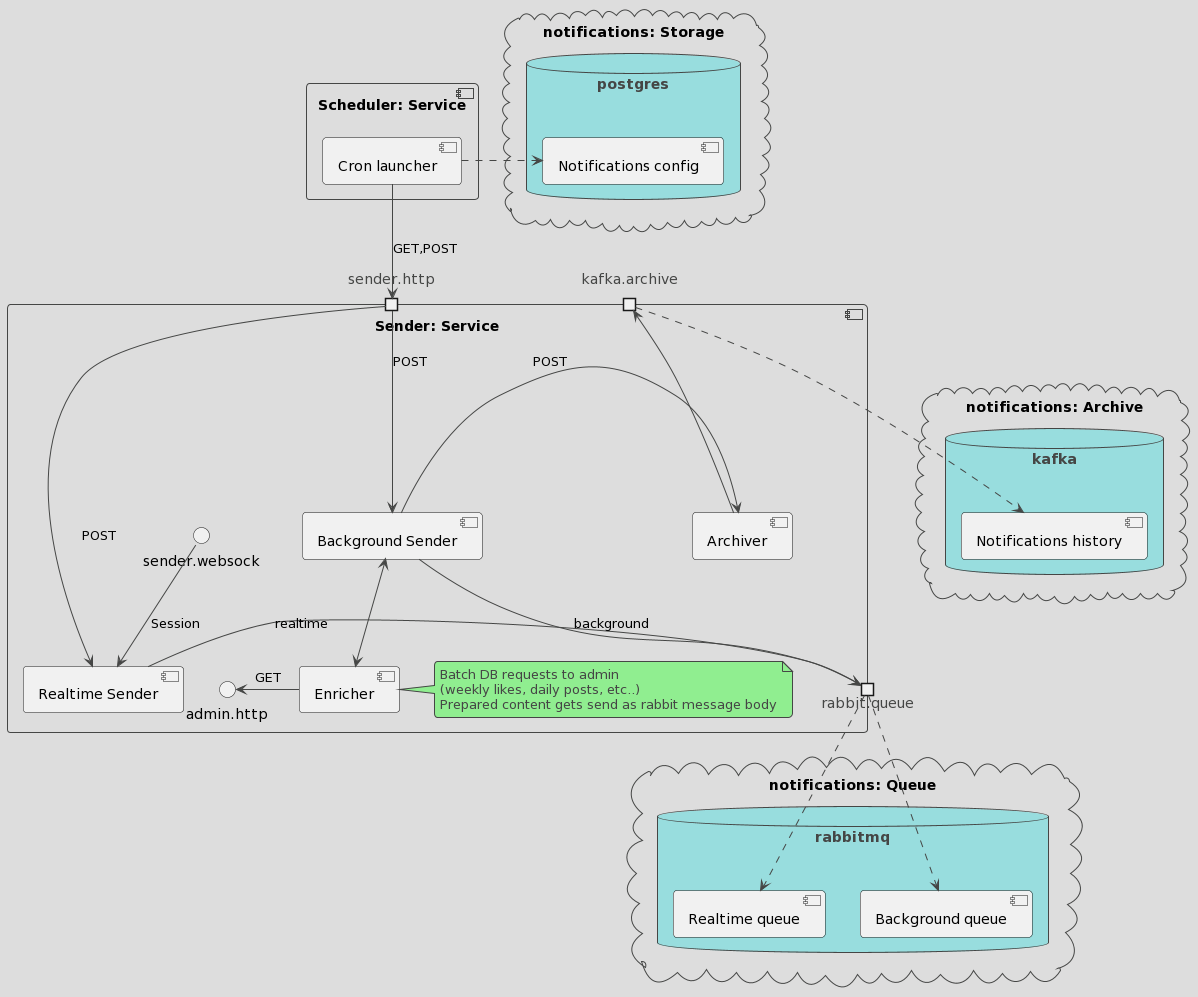 notifications: Storage
postgres
Scheduler: Service
Cron launcher
Notifications config
GET,POST
sender.http
kafka.archive
Sender: Service
POST
POST
notifications: Archive
kafka
POST
sender.websock
Background Sender
Archiver
Notifications history
Session
realtime
background
Realtime Sender
GET
admin.http
Enricher
Batch DB requests to admin
(weekly likes, daily posts, etc..)
Prepared content gets send as rabbit message body
rabbit.queue
notifications: Queue
rabbitmq
Realtime queue
Background queue